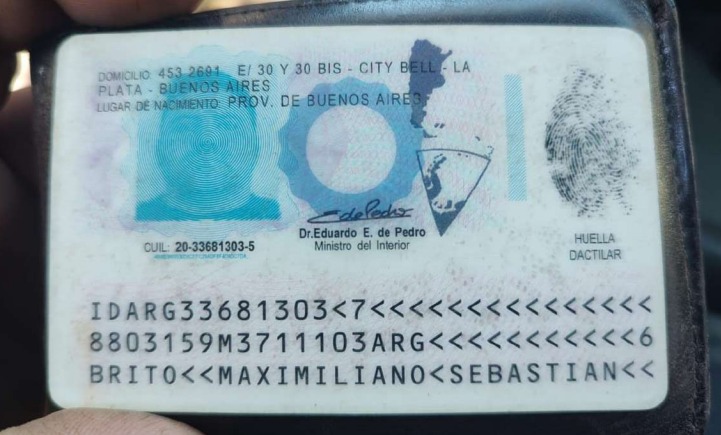 DOMICILIO: 453 2691 E/ 30 Y 30 BIS - CITY BELL - LA
PLATA - BUENOS AIRES
LUGAR DE NACIMIENTO: PROV. DE BUENOS AIRES
CUIL: 20-33681303-5
Dr.Eduardo E. de Pedro
Ministro del Interior
HUELLA
DACTILAR
IDARG33681303<7<<<<<<<<<<<<<<<
8803159M3711103ARG<<<<<<<<<<<6
BRITO<<MAXIMILIANO<SEBASTIAN<<